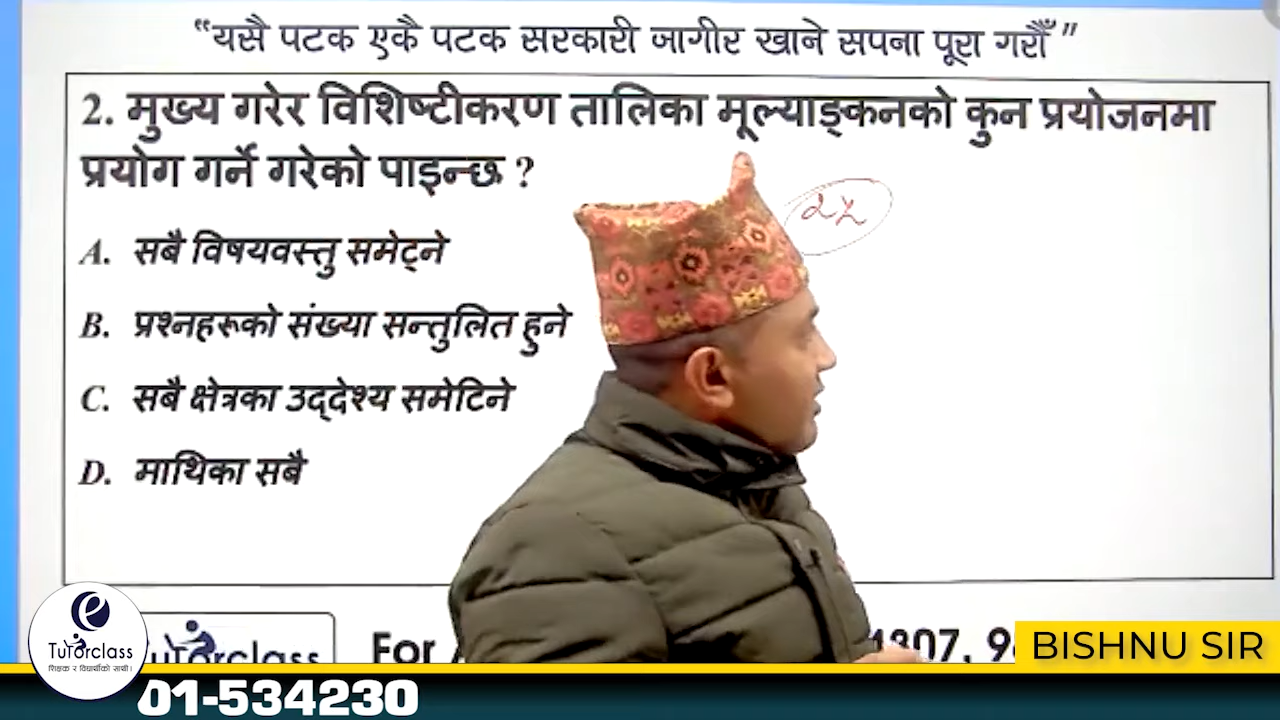 “यसै पटक एकै पटक सरकारी जागीर खाने सपना पूरा गरौँ”
2. मुख्य गरेर विशिष्टीकरण तालिका मूल्याङ्कनको कुन प्रयोजनमा
प्रयोग गर्ने गरेको पाइन्छ ?
A. सबै विषयवस्तु समेट्ने
B. प्रश्नहरूको संख्या सन्तुलित हुने
C. सबै क्षेत्रका उद्देश्य समेटिने
D. माथिका सबै
Tutorclass
शिक्षक र विद्यार्थीको साथी।
For
BISHNU SIR
01-534230